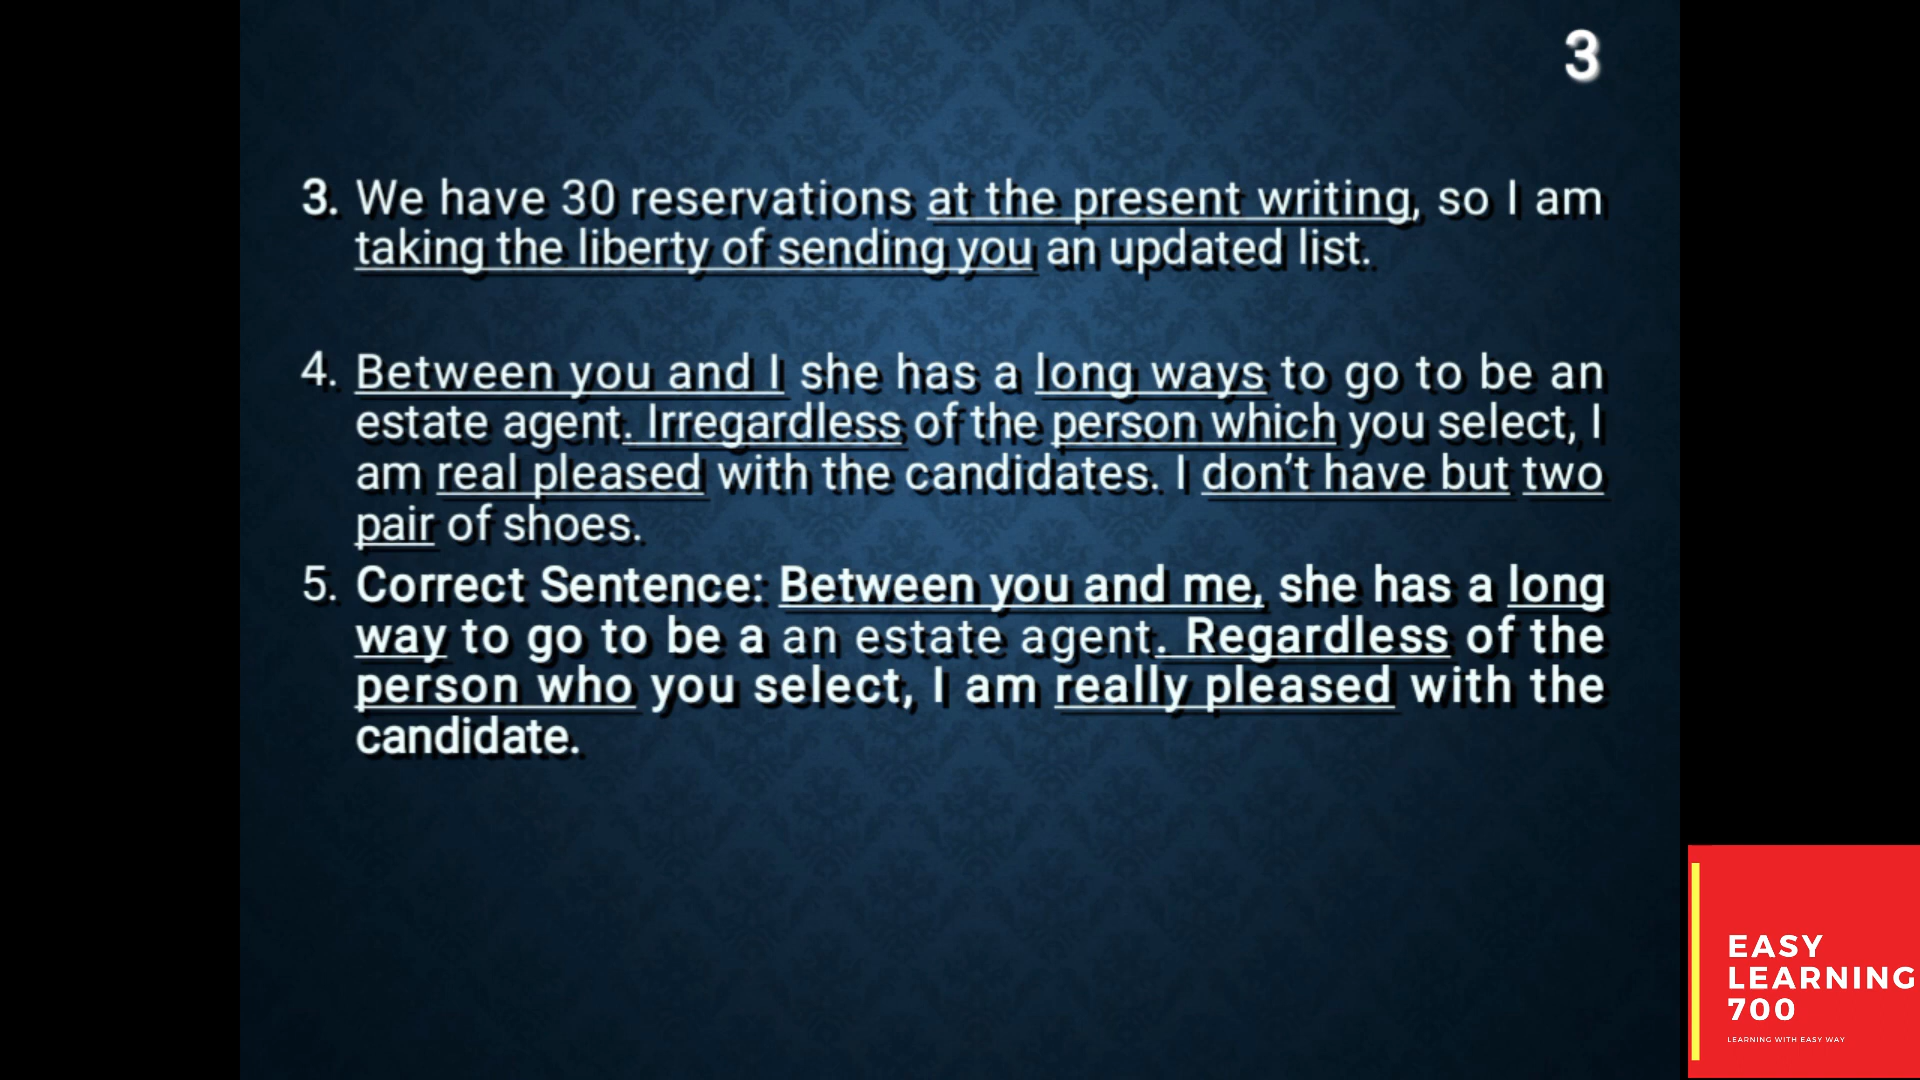 3
3. We have 30 reservations at the present writing, so I am
taking the liberty of sending you an updated list.
4. Between you and I she has a long ways to go to be an
estate agent. Irregardless of the person which you select, I
am real pleased with the candidates. I don’t have but two
pair of shoes.
5. Correct Sentence: Between you and me, she has a long
way to go to be a an estate agent. Regardless of the
person who you select, I am really pleased with the
candidate.
EASY
LEARNING
700
LEARNING WITH EASY WAY